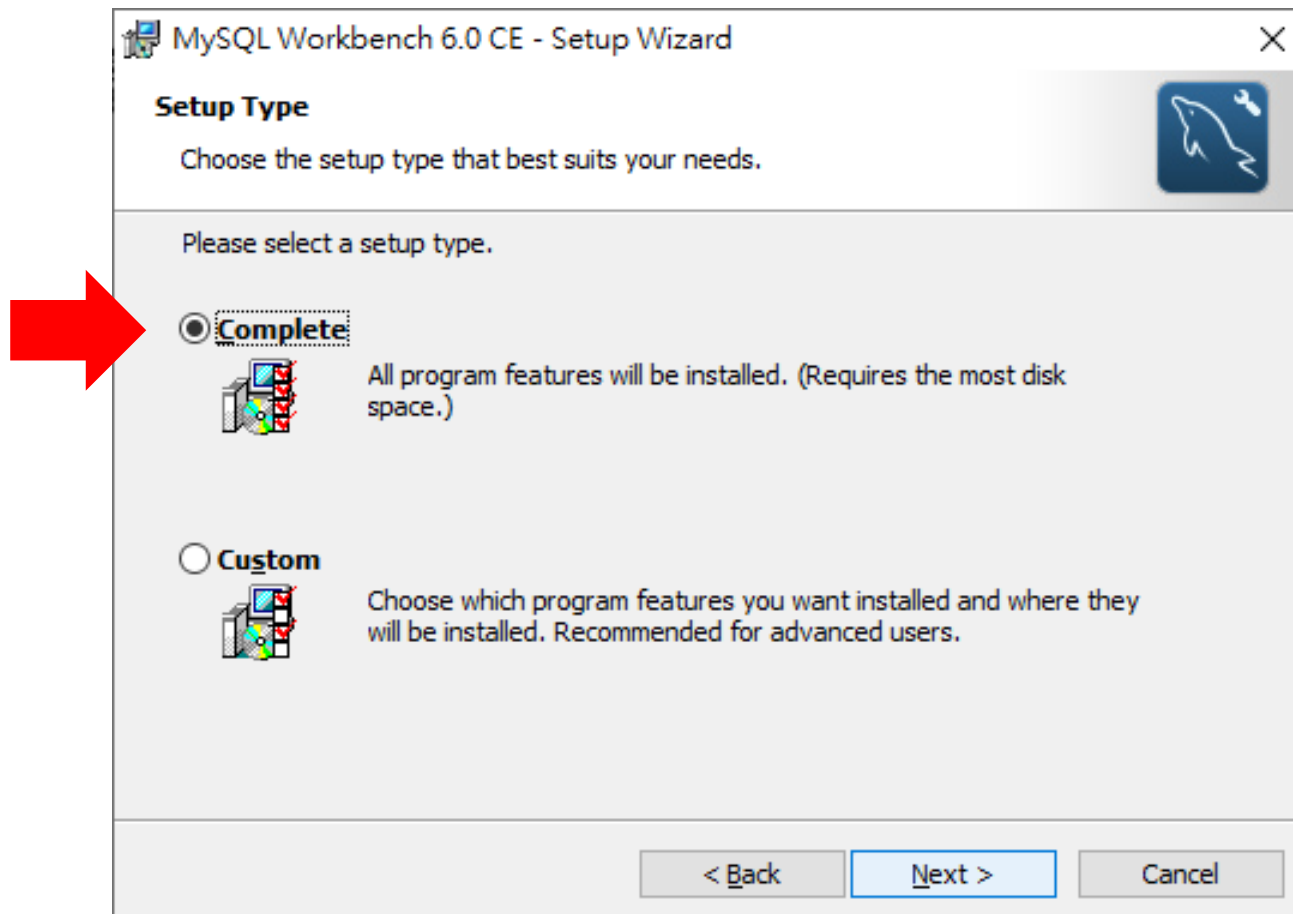 MySQL Workbench 6.0 CE - Setup Wizard
Setup Type
Choose the setup type that best suits your needs.
Please select a setup type.
Complete
All program features will be installed. (Requires the most disk
space.)
Custom
Choose which program features you want installed and where they
will be installed. Recommended for advanced users.
< Back Next > Cancel